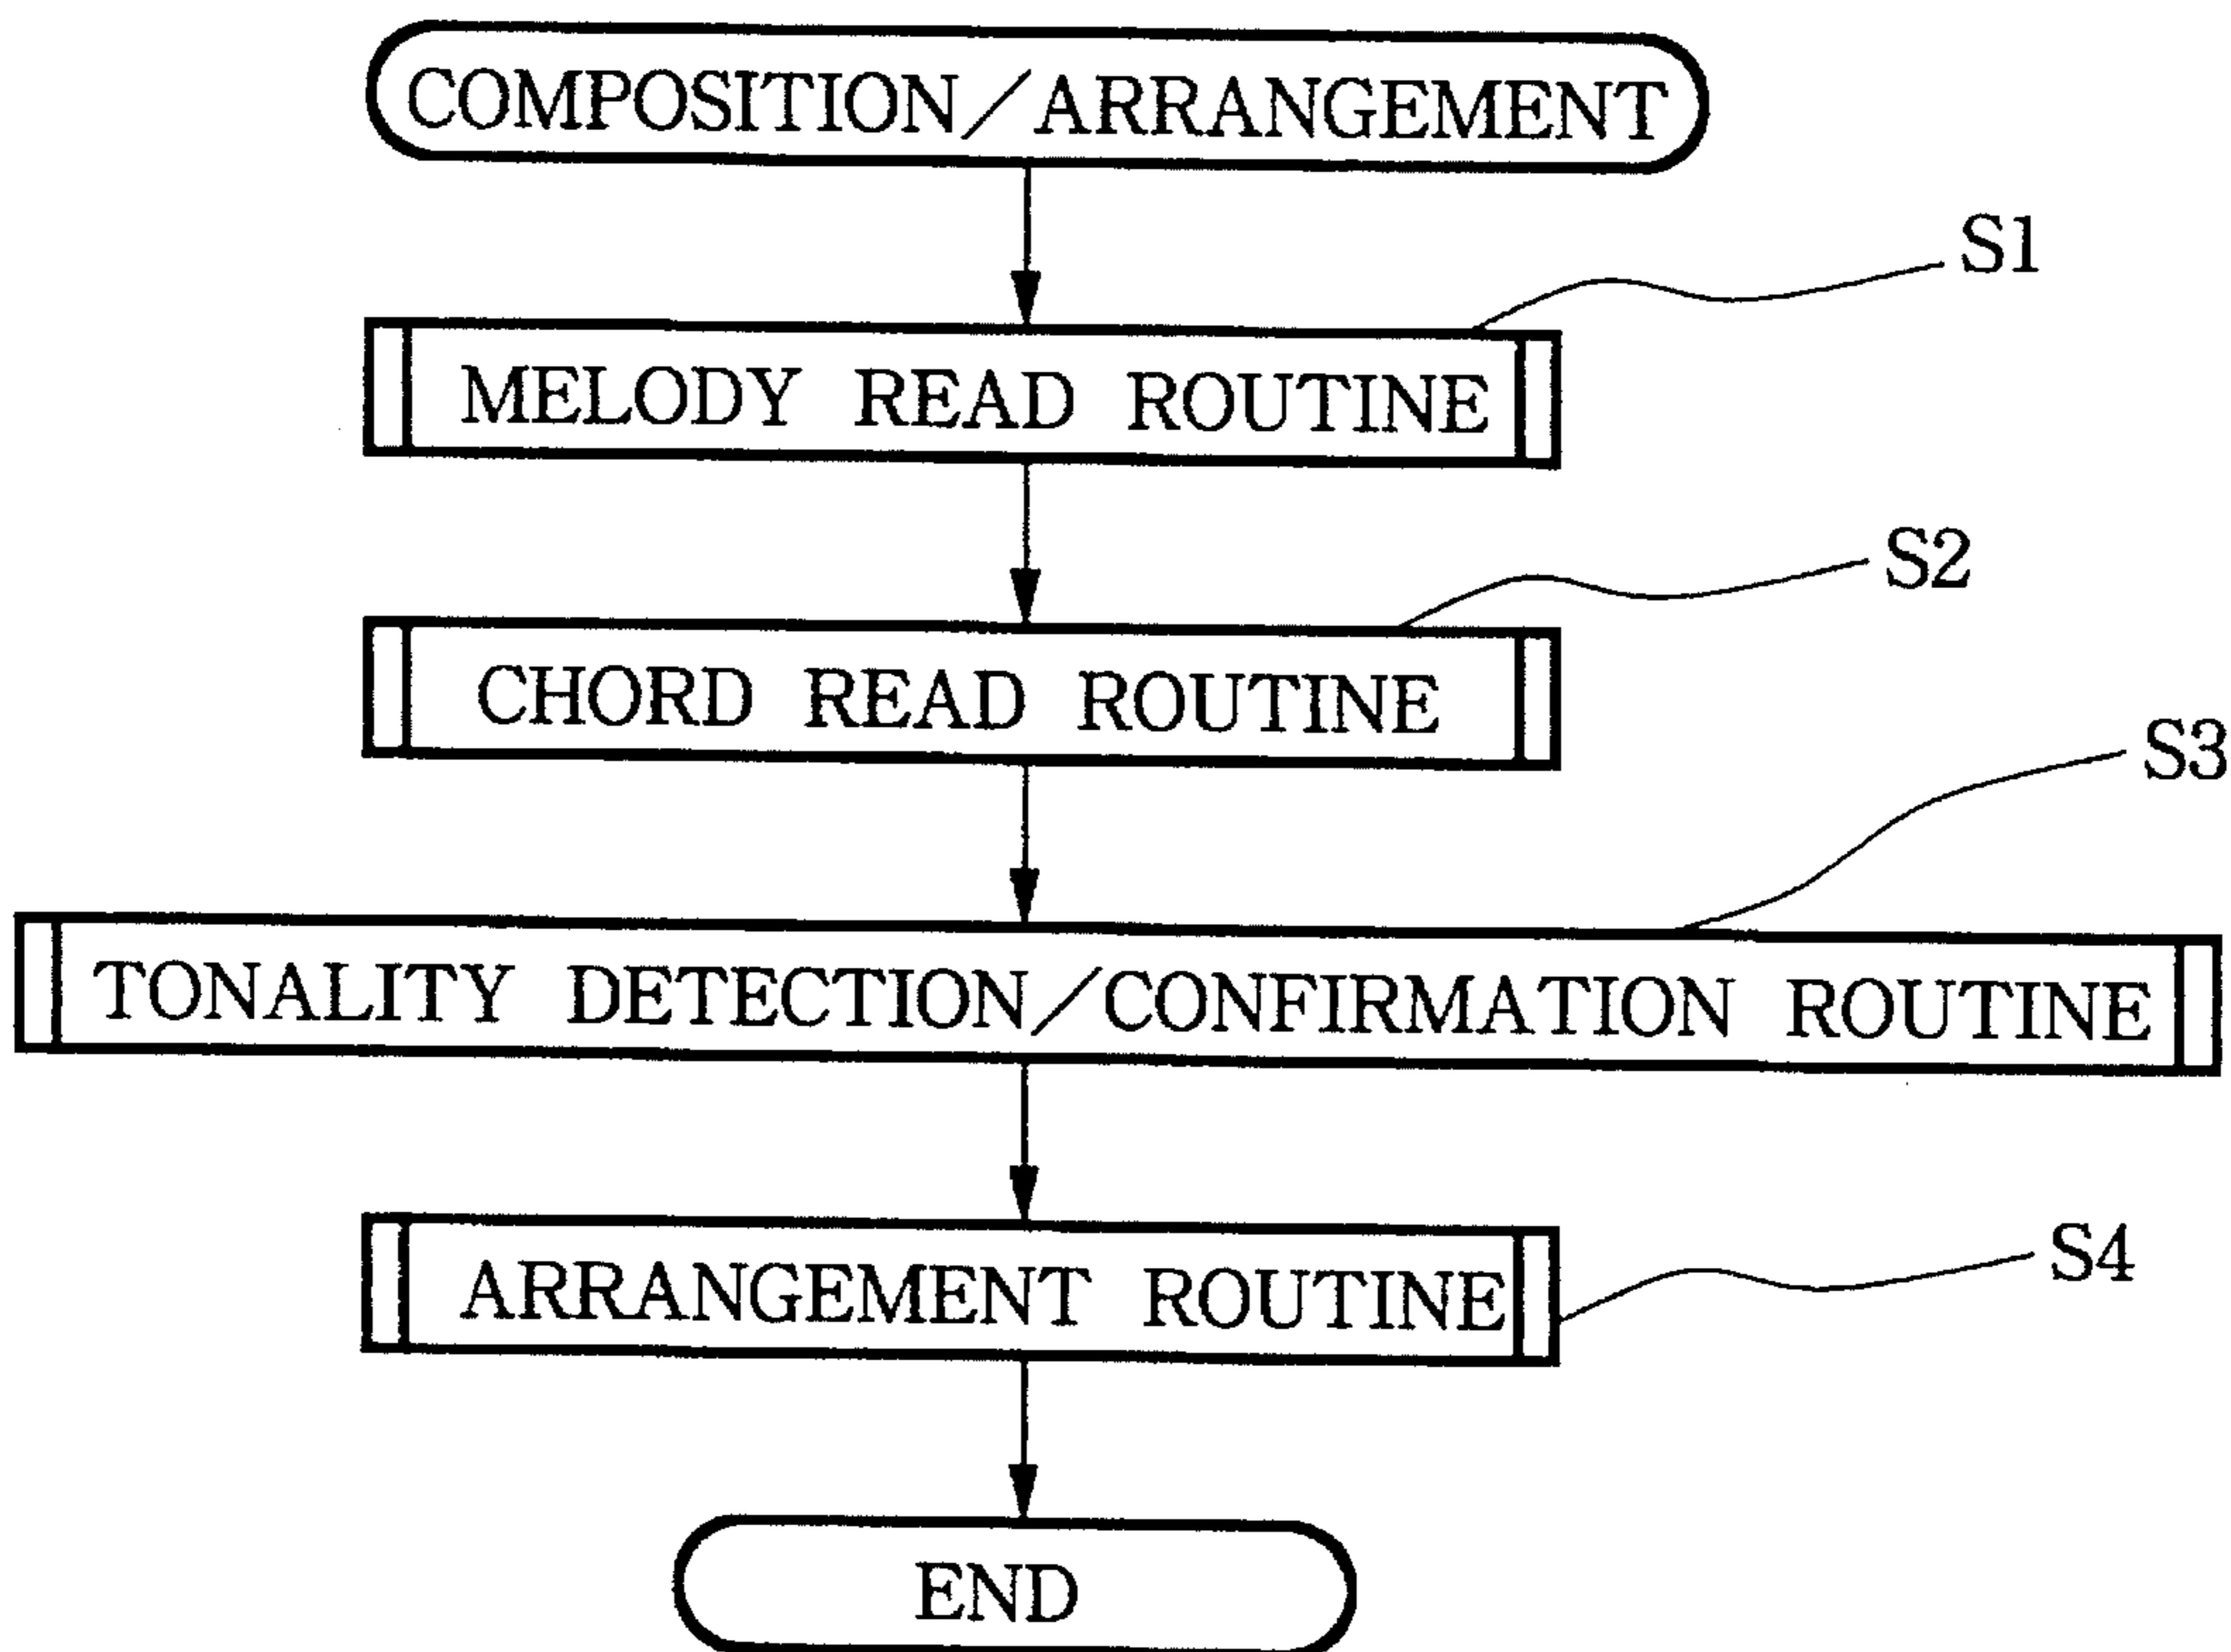 COMPOSITION/ARRANGEMENT
S1
MELODY READ ROUTINE
S2
CHORD READ ROUTINE
S3
TONALITY DETECTION/CONFIRMATION ROUTINE
S4
ARRANGEMENT ROUTINE
END